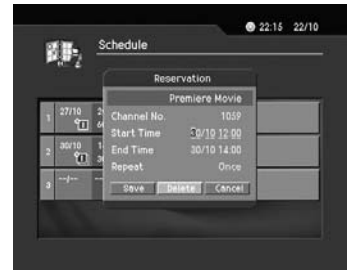 22:15 22/10
Schedule
Reservation
Premiere Movie
Channel No. 1059
Start Time 30/10 12:00
End Time 30/10 14:00
Repeat Once
Save Delete Cancel
1 27/10
2 30/10
3 --/--